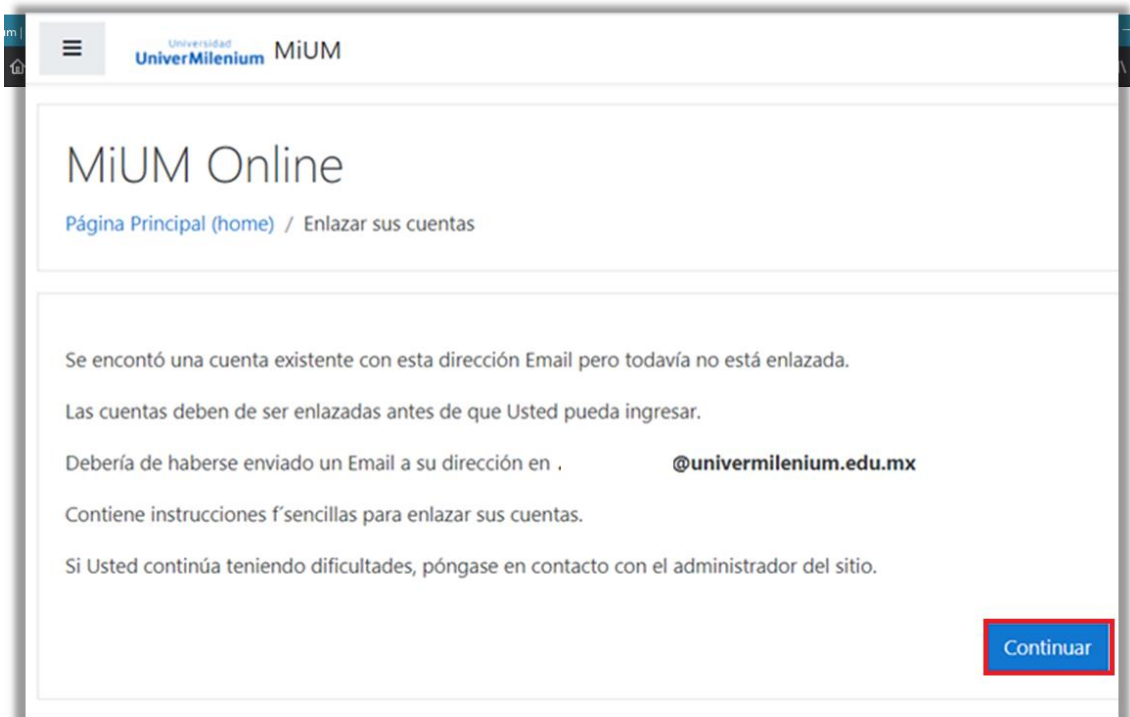 um |
Universidad
UniverMilenium MiUM
MiUM Online
Página Principal (home) / Enlazar sus cuentas
Se encontó una cuenta existente con esta dirección Email pero todavía no está enlazada.
Las cuentas deben de ser enlazadas antes de que Usted pueda ingresar.
Debería de haberse enviado un Email a su dirección en . @univermilenium.edu.mx
Contiene instrucciones f´sencillas para enlazar sus cuentas.
Si Usted continúa teniendo dificultades, póngase en contacto con el administrador del sitio.
Continuar